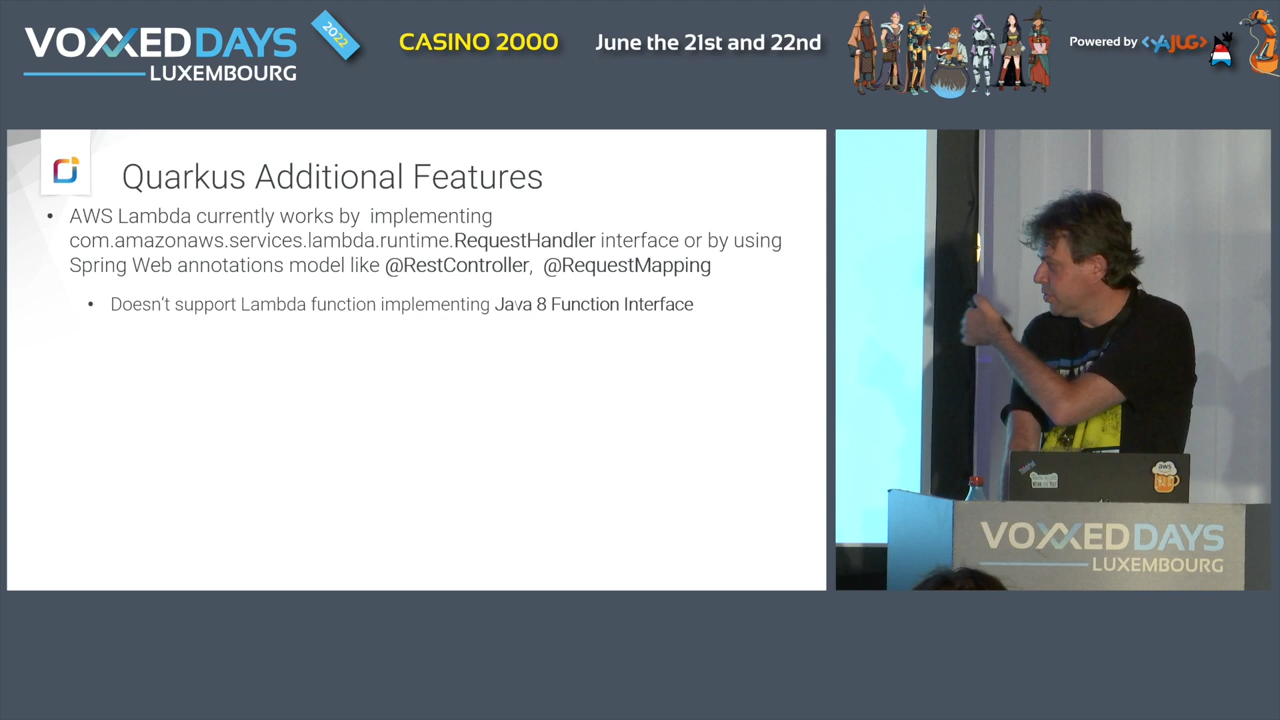 VOXXED DAYS
LUXEMBOURG
2022
CASINO 2000
June the 21st and 22nd
Powered by <YAJUG>
Quarkus Additional Features
• AWS Lambda currently works by implementing
com.amazonaws.services.lambda.runtime.RequestHandler interface or by using
Spring Web annotations model like @RestController, @RequestMapping
• Doesn't support Lambda function implementing Java 8 Function Interface
aws
VOXXED DAYS
LUXEMBOURG